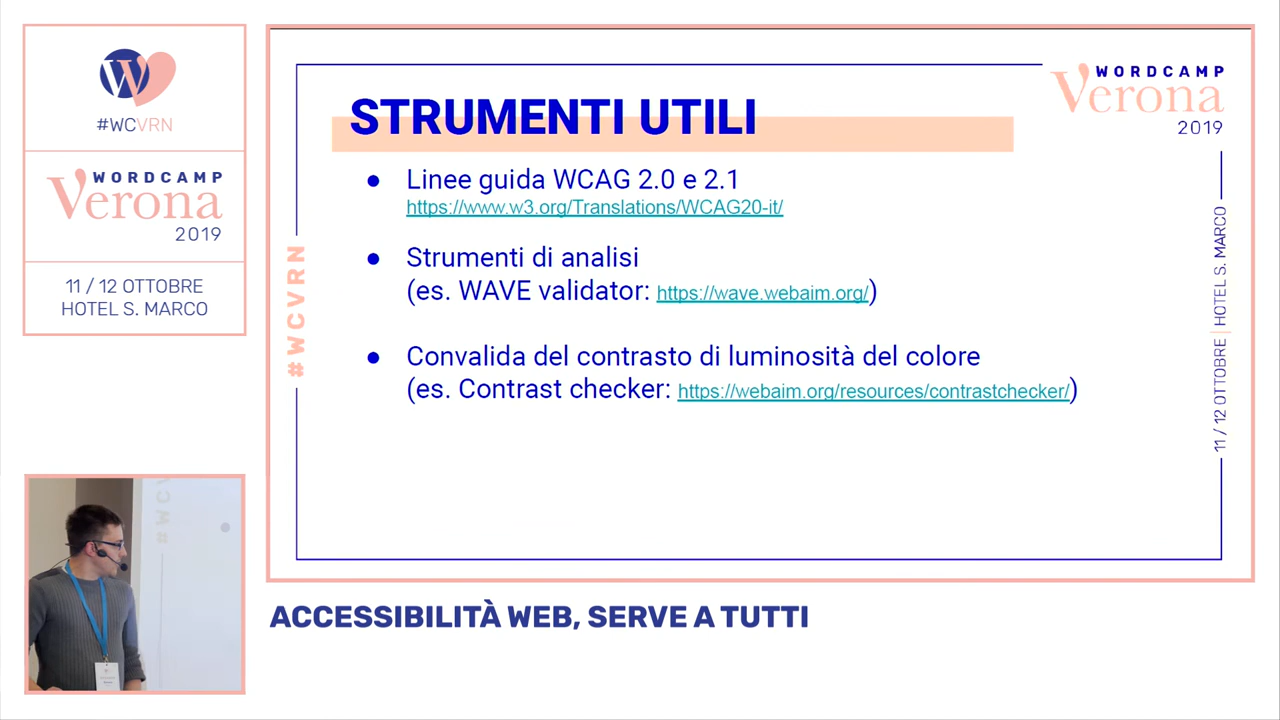 #WCVRN
WORDCAMP
Verona
2019
11 / 12 OTTOBRE
HOTEL S. MARCO
WORDCAMP
Verona
2019
STRUMENTI UTILI
● Linee guida WCAG 2.0 e 2.1
https://www.w3.org/Translations/WCAG20-it/
● Strumenti di analisi
(es. WAVE validator: https://wave.webaim.org/)
● Convalida del contrasto di luminosità del colore
(es. Contrast checker: https://webaim.org/resources/contrastchecker/)
#WCVRN
11 / 12 OTTOBRE | HOTEL S. MARCO
#WCV
ACCESSIBILITÀ WEB, SERVE A TUTTI